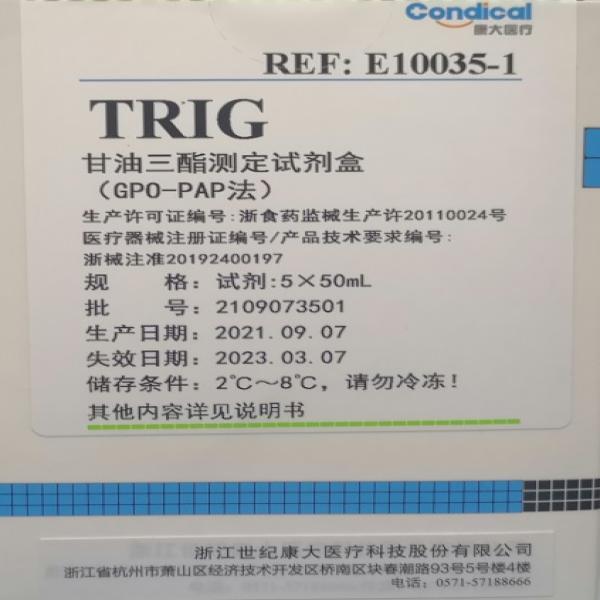 Condical
康大医疗
REF: E10035-1
TRIG
甘油三酯测定试剂盒
（GPO-PAP法）
生产许可证编号:浙食药监械生产许20110024号
医疗器械注册证编号/产品技术要求编号:
浙械注准20192400197
规 格: 试剂:5×50mL
批 号: 2109073501
生产日期: 2021.09.07
失效日期: 2023.03.07
储存条件: 2℃～8℃, 请勿冷冻!
其他内容详见说明书
浙江世纪康大医疗科技股份有限公司
浙江省杭州市萧山区经济技术开发区桥南区块春潮路93号5号楼4楼
电话: 0571-57188666